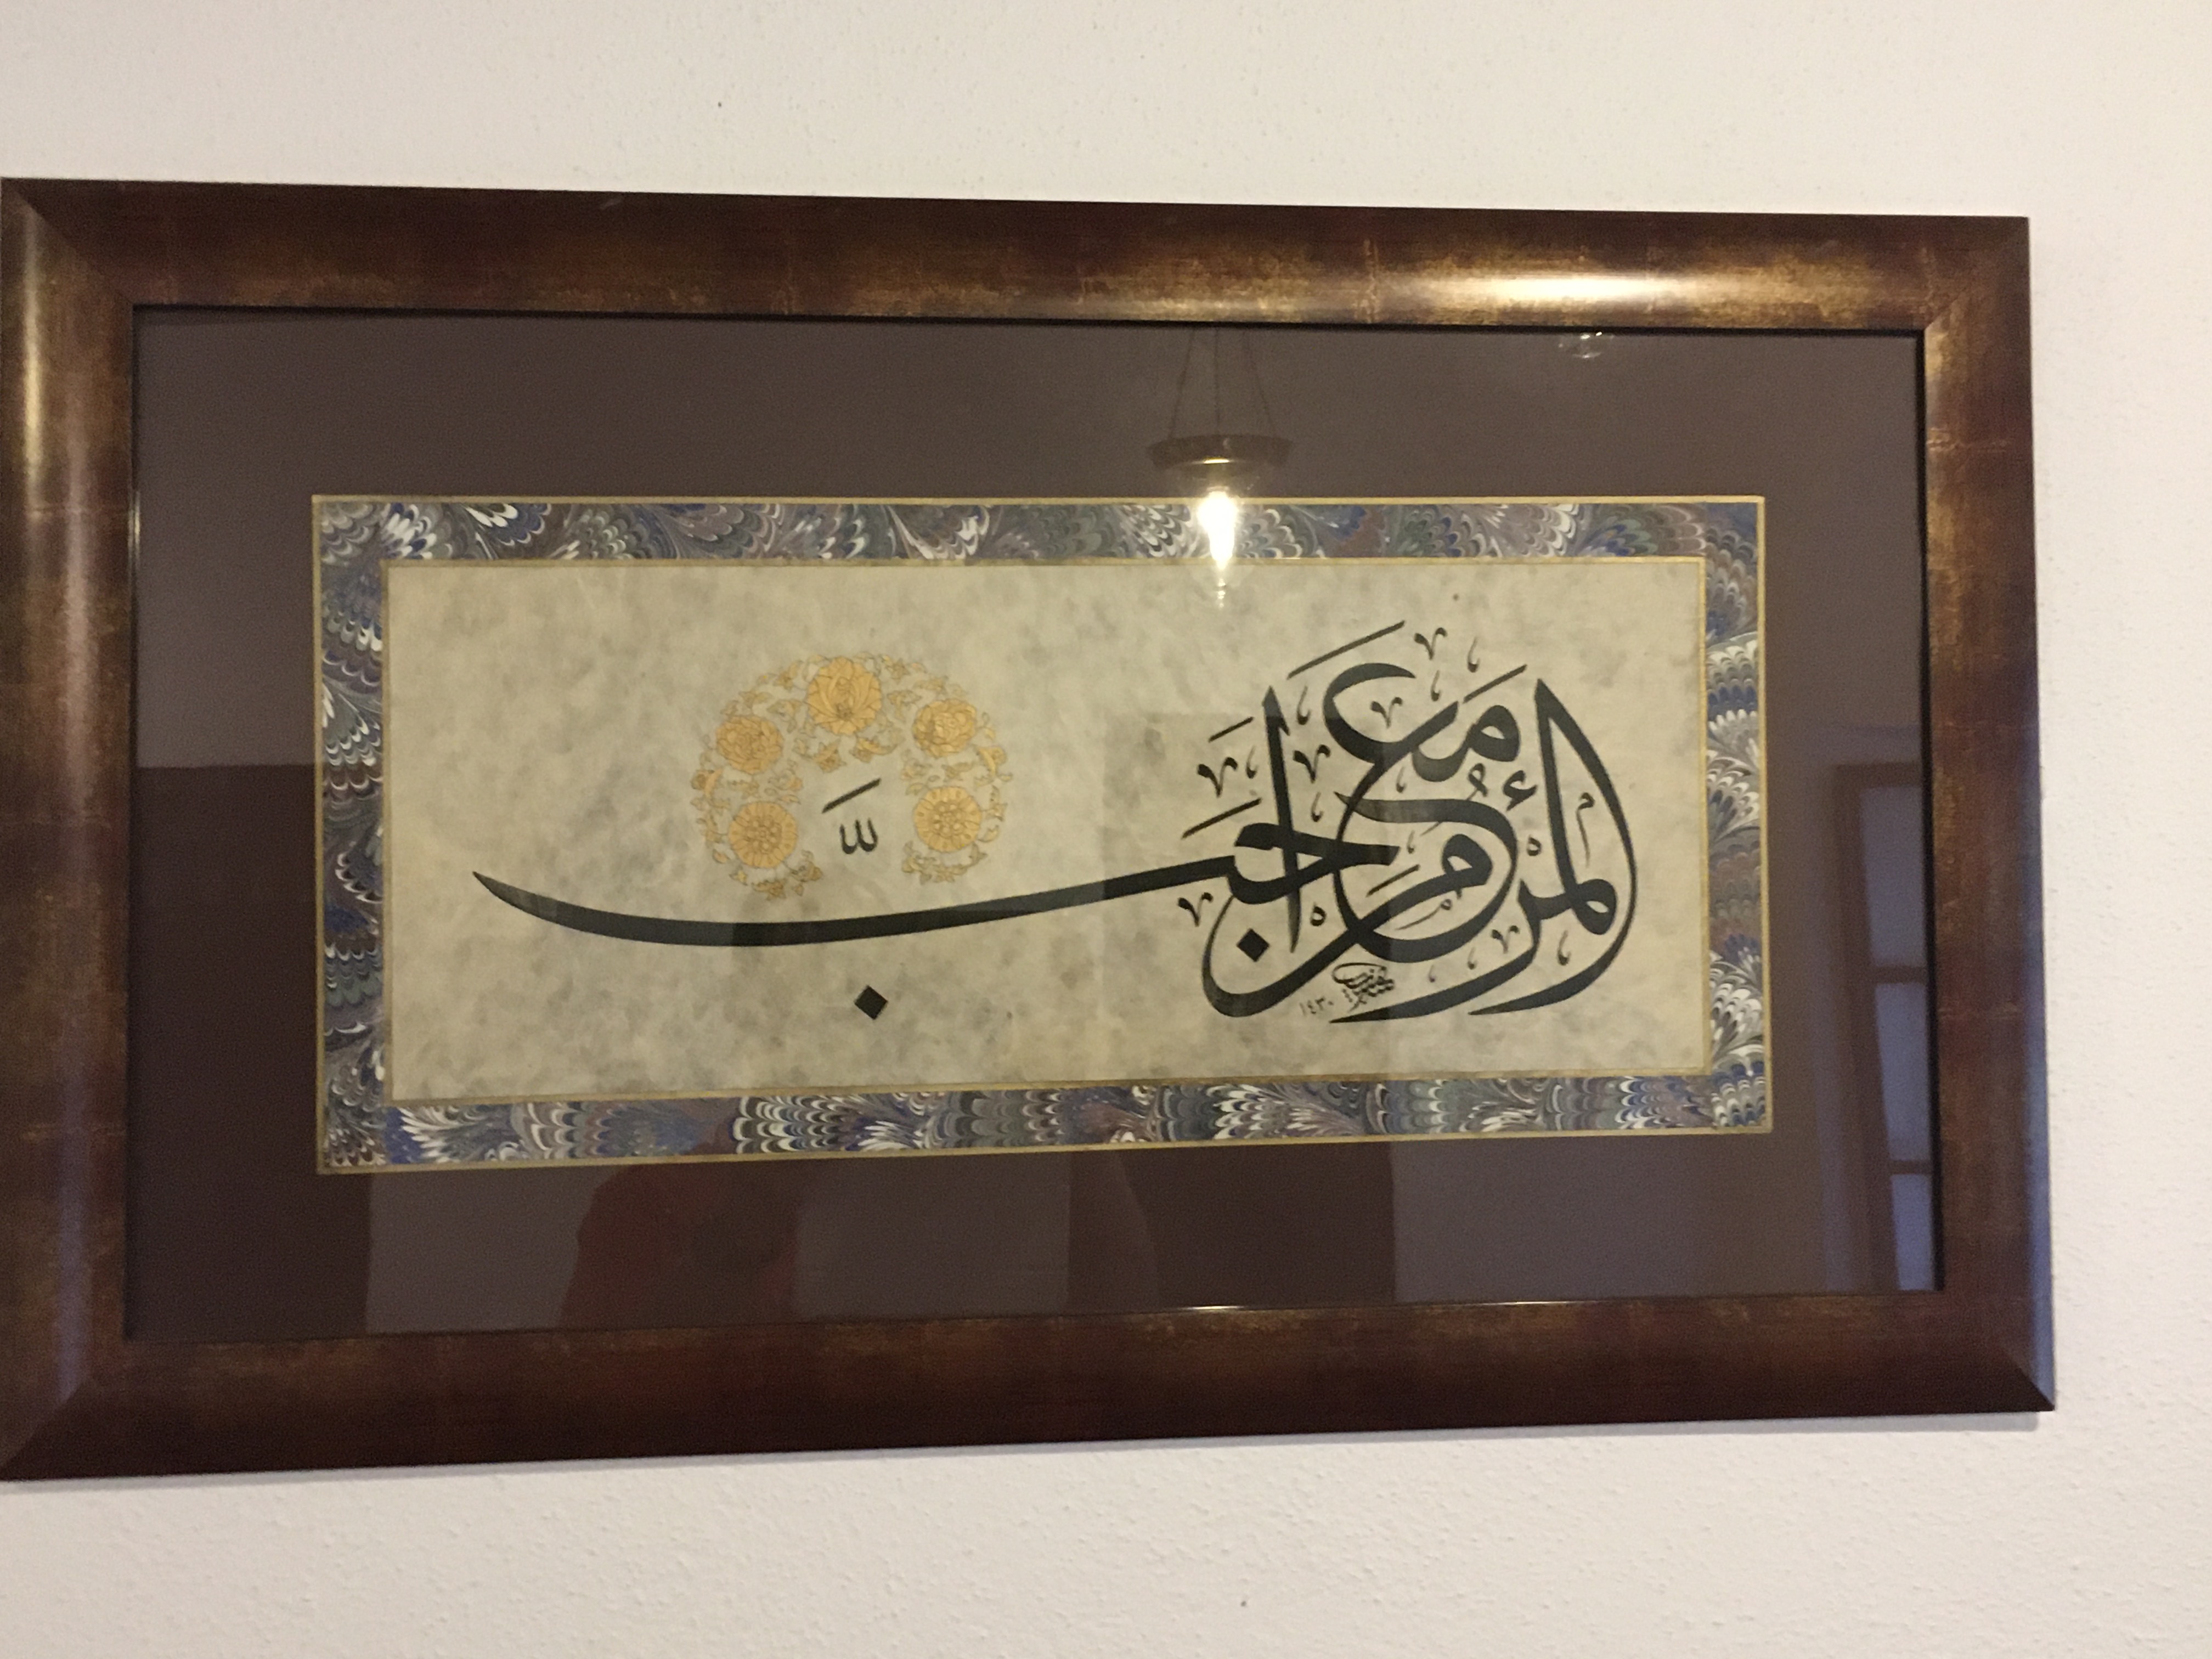 المرء مع من أحب
١٤٣٠